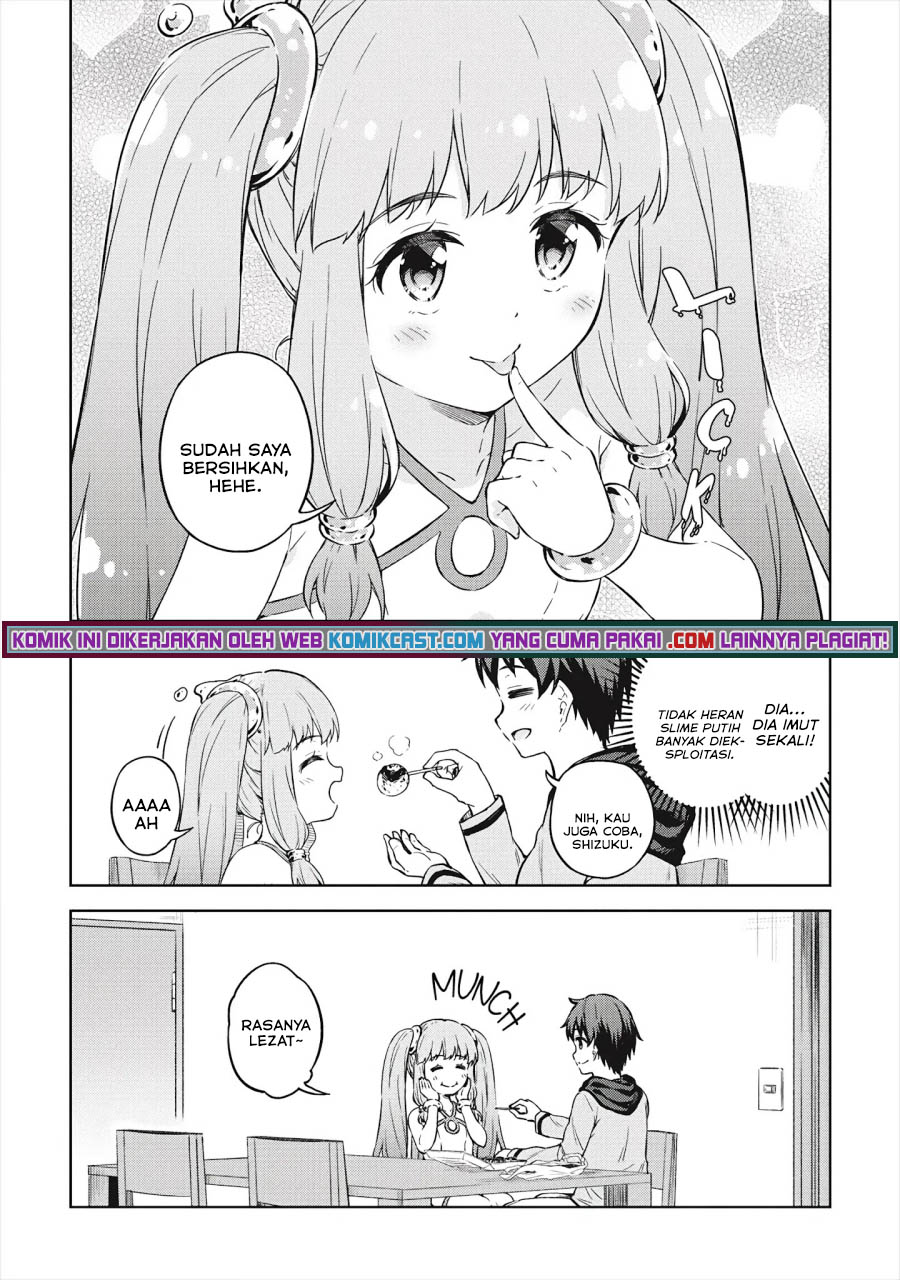 LICK
SUDAH SAYA
BERSIHKAN,
HEHE.
KOMIK INI DIKERJAKAN OLEH WEB KOMIKCAST.COM YANG CUMA PAKAI .COM LAINNYA PLAGIAT!
DIA...
DIA IMUT
SEKALI!
TIDAK HERAN
SLIME PUTIH
BANYAK DIEK-
SPLOITASI.
NIH, KAU
JUGA COBA,
SHIZUKU.
AAAA
AH
MUNCH
RASANYA
LEZAT~